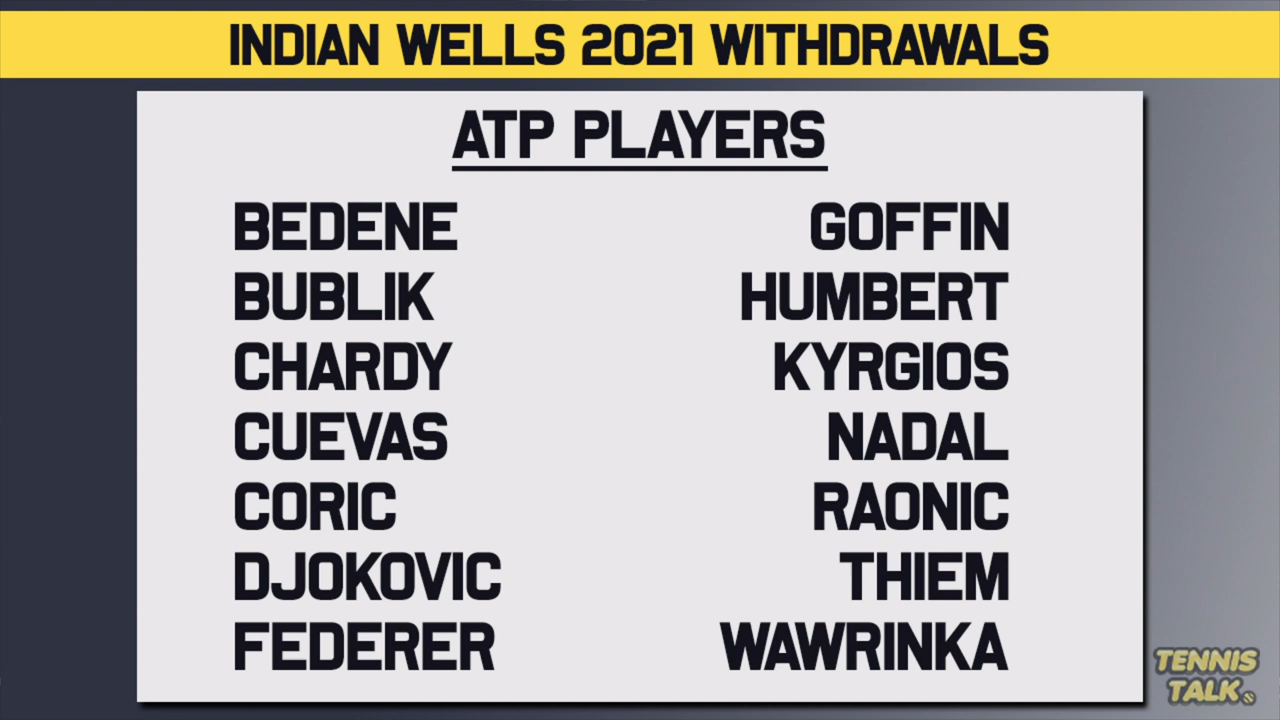 INDIAN WELLS 2021 WITHDRAWALS
ATP PLAYERS
BEDENE
BUBLIK
CHARDY
CUEVAS
CORIC
DJOKOVIC
FEDERER
GOFFIN
HUMBERT
KYRGIOS
NADAL
RAONIC
THIEM
WAWRINKA
TENNIS
TALK